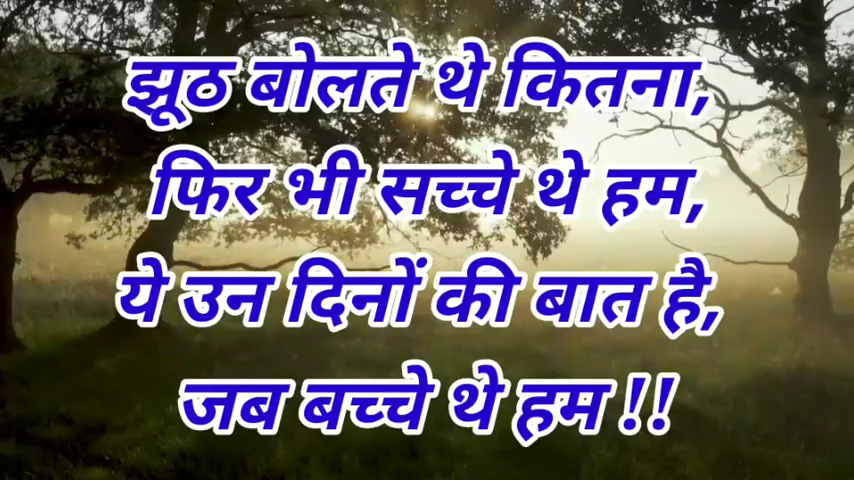 झूठ बोलते थे कितना,
फिर भी सच्चे थे हम,
ये उन दिनों की बात है,
जब बच्चे थे हम !!